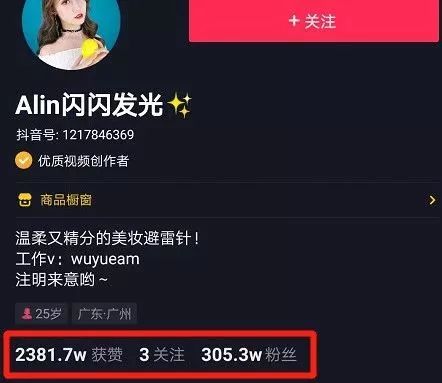 + 关注
Alin闪闪发光✨
抖音号: 1217846369
优质视频创作者
商品橱窗
温柔又精分的美妆避雷针！
工作v：wuyueam
注明来意哟～
25岁 广东·广州
2381.7w 获赞 3 关注 305.3w 粉丝